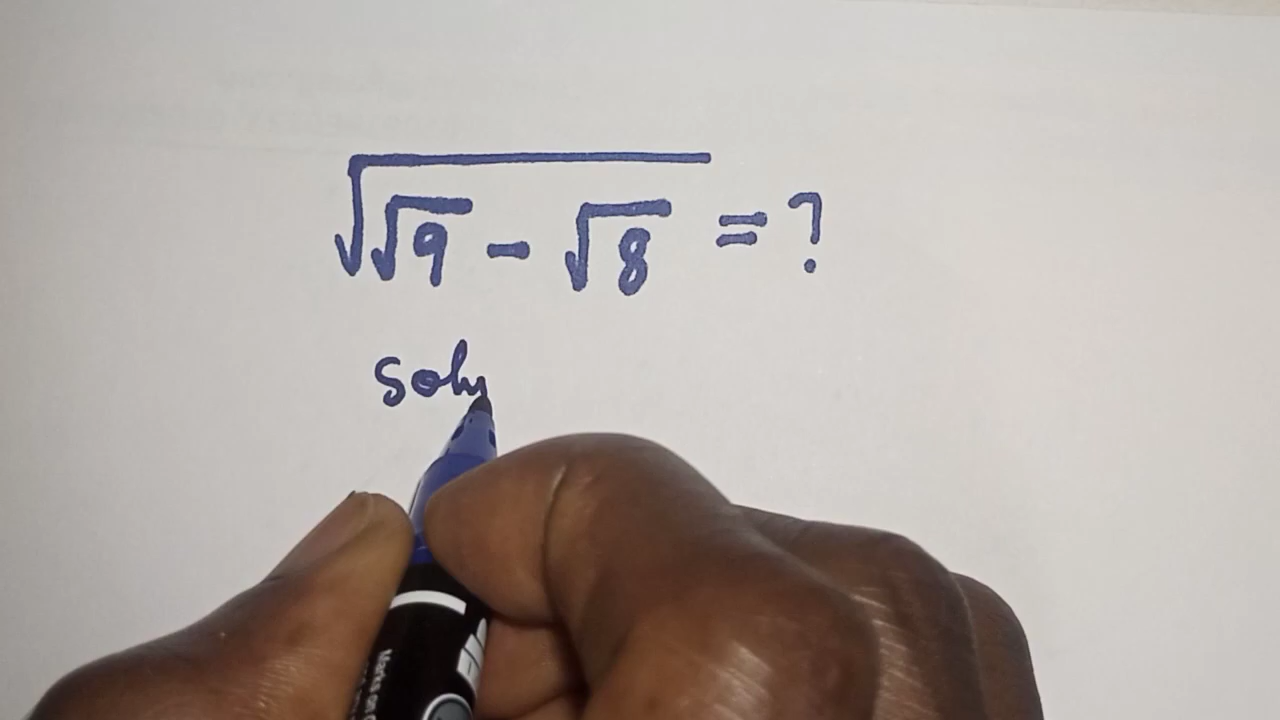 √(√9 - √8) = ?
Soln